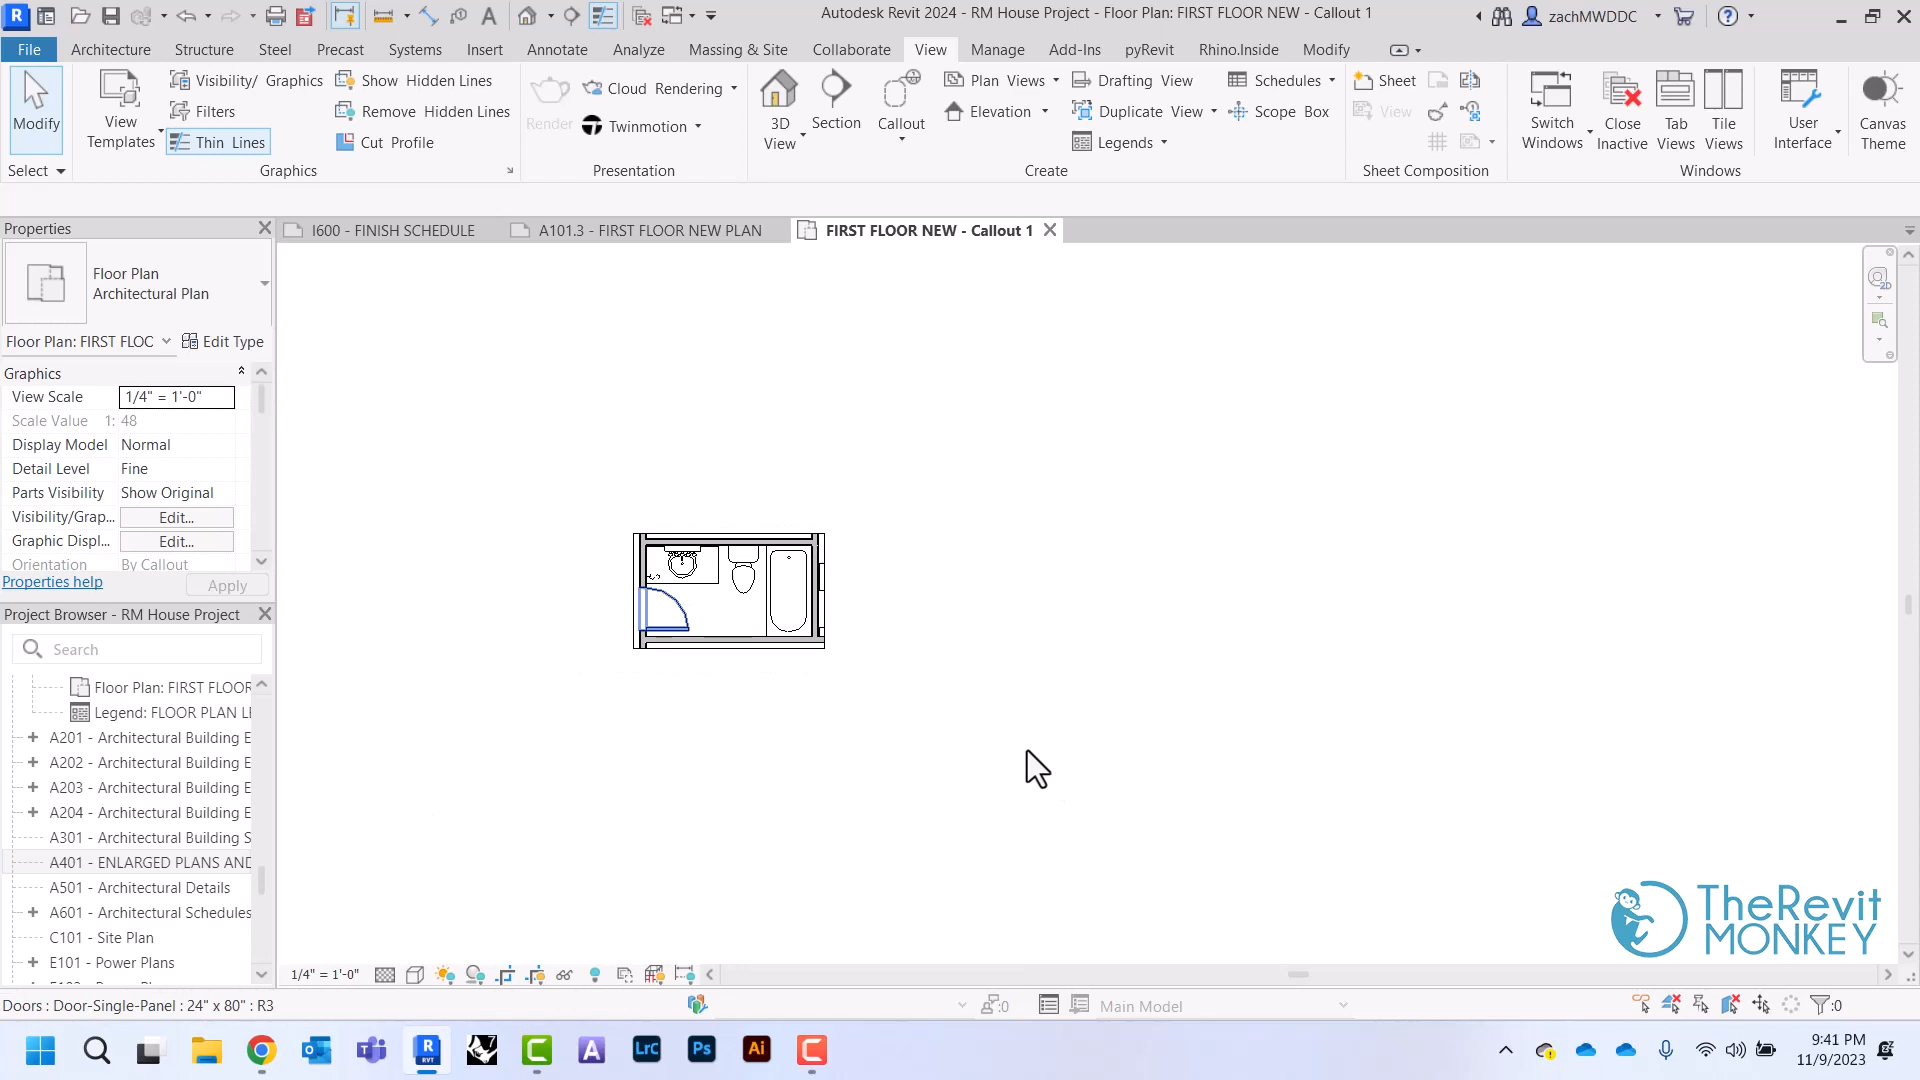 Autodesk Revit 2024 - RM House Project - Floor Plan: FIRST FLOOR NEW - Callout 1
zachMWDDC
File Architecture Structure Steel Precast Systems Insert Annotate Analyze Massing & Site Collaborate View Manage Add-Ins pyRevit Rhino.Inside Modify
Modify
View Templates
Visibility/ Graphics
Filters
Thin Lines
Show Hidden Lines
Remove Hidden Lines
Cut Profile
Render
Cloud Rendering
Twinmotion
3D View
Section
Callout
Plan Views
Elevation
Drafting View
Duplicate View
Legends
Schedules
Scope Box
Sheet
View
Switch Windows
Close Inactive
Tab Views
Tile Views
User Interface
Canvas Theme
Select Graphics Presentation Create Sheet Composition Windows
Properties
I600 - FINISH SCHEDULE
A101.3 - FIRST FLOOR NEW PLAN
FIRST FLOOR NEW - Callout 1
2D
Floor Plan
Architectural Plan
Floor Plan: FIRST FLOC
Edit Type
Graphics
View Scale 1/4" = 1'-0"
Scale Value 1: 48
Display Model Normal
Detail Level Fine
Parts Visibility Show Original
Visibility/Grap... Edit...
Graphic Displ... Edit...
Orientation By Callout
Properties help
Apply
Project Browser - RM House Project
Search
Floor Plan: FIRST FLOOR
Legend: FLOOR PLAN LE
A201 - Architectural Building E
A202 - Architectural Building E
A203 - Architectural Building E
A204 - Architectural Building E
A301 - Architectural Building S
A401 - ENLARGED PLANS AND
A501 - Architectural Details
A601 - Architectural Schedules
C101 - Site Plan
E101 - Power Plans
TheRevit
MONKEY
1/4" = 1'-0"
Doors : Door-Single-Panel : 24" x 80" : R3
:0
Main Model
:0
R
RVT
7
C
A
LrC
Ps
Ai
C
9:41 PM
11/9/2023